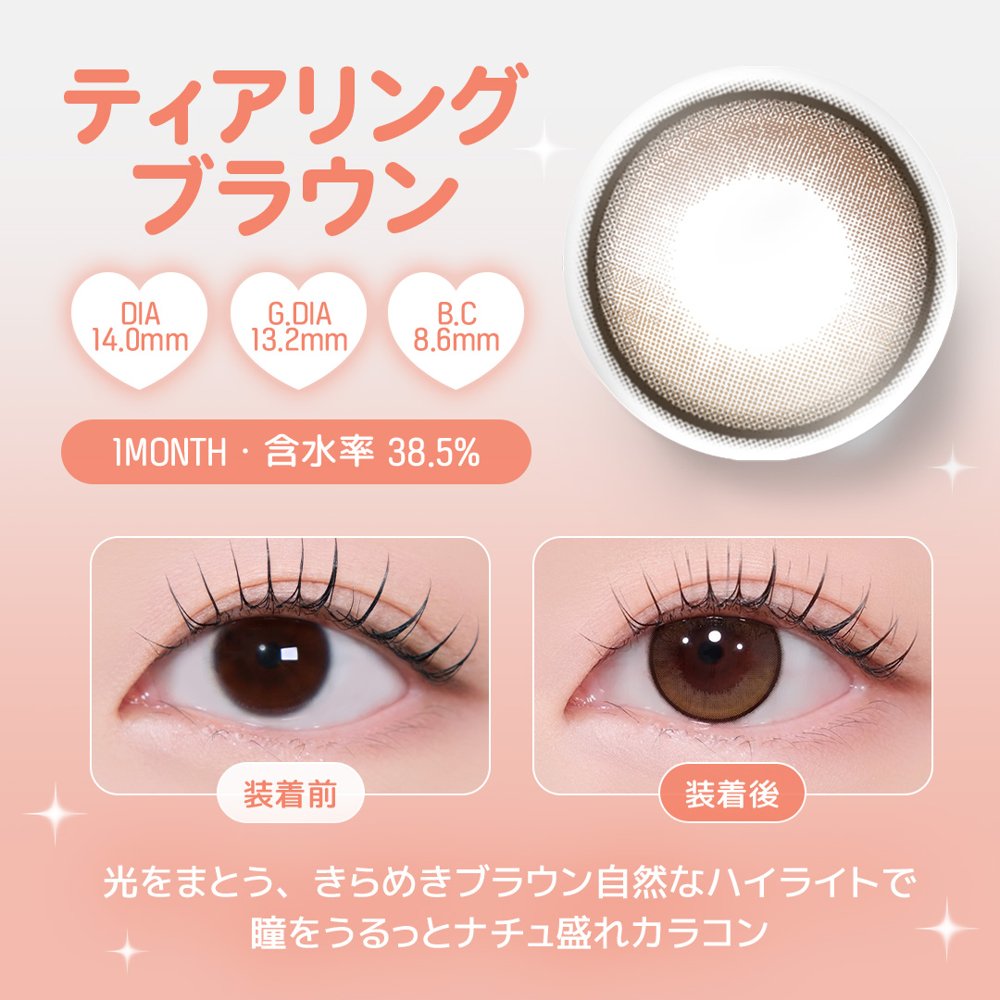 ティアリング
ブラウン
DIA
14.0mm
G.DIA
13.2mm
B.C
8.6mm
1MONTH・含水率 38.5%
装着前
装着後
光をまとう、きらめきブラウン自然なハイライトで
瞳をうるっとナチュ盛れカラコン